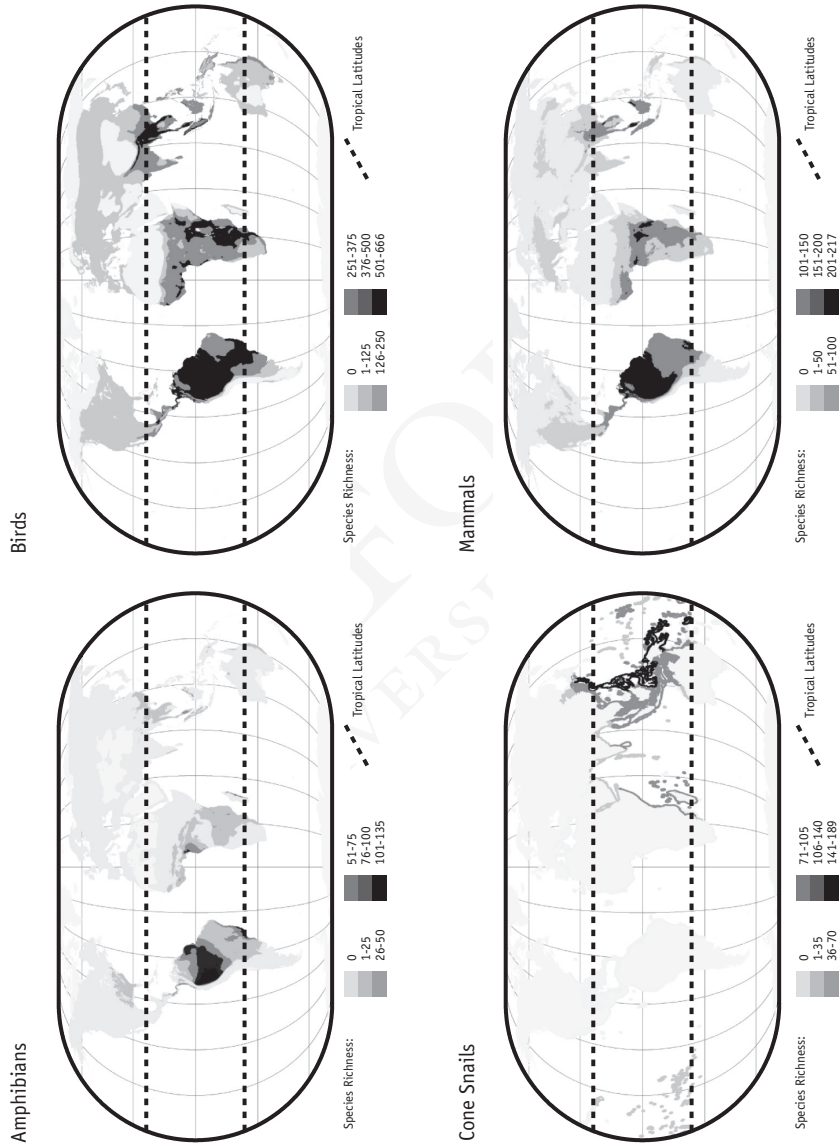 Amphibians
Species Richness:
0
1-25
26-50
51-75
76-100
101-135
Tropical Latitudes
Birds
Species Richness:
0
1-125
126-250
251-375
376-500
501-666
Tropical Latitudes
Cone Snails
Species Richness:
0
1-35
36-70
71-105
106-140
141-189
Tropical Latitudes
Mammals
Species Richness:
0
1-50
51-100
101-150
151-200
201-217
Tropical Latitudes